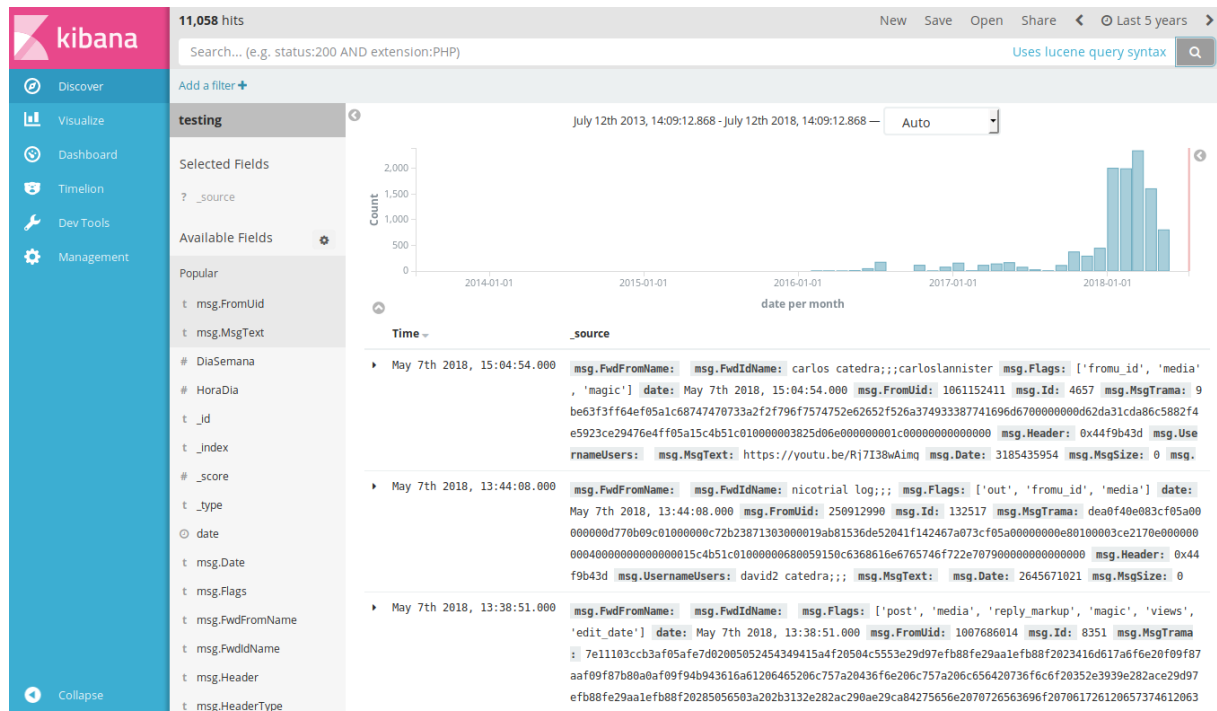 kibana
Discover
Visualize
Dashboard
Timelion
Dev Tools
Management
Collapse
11,058 hits
New Save Open Share Last 5 years
Search... (e.g. status:200 AND extension:PHP) Uses lucene query syntax
Add a filter +
testing
Selected Fields
? _source
Available Fields
Popular
t msg.FromUid
t msg.MsgText
# DiaSemana
# HoraDia
t _id
t _index
# _score
t _type
date
t msg.Date
t msg.Flags
t msg.FwdFromName
t msg.FwdIdName
t msg.Header
t msg.HeaderType
July 12th 2013, 14:09:12.868 - July 12th 2018, 14:09:12.868 — Auto
Count
2,000
1,500
1,000
500
0
2014-01-01 2015-01-01 2016-01-01 2017-01-01 2018-01-01
date per month
Time _source
May 7th 2018, 15:04:54.000 msg.FwdFromName: msg.FwdIdName: carlos catedra;;;carloslannister msg.Flags: ['fromu_id', 'media'
, 'magic'] date: May 7th 2018, 15:04:54.000 msg.FromUid: 1061152411 msg.Id: 4657 msg.MsgTrama: 9
be63f3ff64ef05a1c68747470733a2f2f796f7574752e62652f526a374933387741696d6700000000d62da31cda86c5882f4
e5923ce29476e4ff05a15c4b51c010000003825d06e000000001c00000000000000 msg.Header: 0x44f9b43d msg.Use
rnameUsers: msg.MsgText: https://youtu.be/Rj7I38wAimg msg.Date: 3185435954 msg.MsgSize: 0 msg.
May 7th 2018, 13:44:08.000 msg.FwdFromName: msg.FwdIdName: nicotrial log;;; msg.Flags: ['out', 'fromu_id', 'media'] date:
May 7th 2018, 13:44:08.000 msg.FromUid: 250912990 msg.Id: 132517 msg.MsgTrama: dea0f40e083cf05a00
000000d770b09c01000000c72b23871303000019ab81536de52041f142467a073cf05a00000000e80100003ce2170e000000
00040000000000000015c4b51c01000000680059150c6368616e6765746f722e707900000000000000 msg.Header: 0x44
f9b43d msg.UsernameUsers: david2 catedra;;; msg.MsgText: msg.Date: 2645671021 msg.MsgSize: 0
May 7th 2018, 13:38:51.000 msg.FwdFromName: msg.FwdIdName: msg.Flags: ['post', 'media', 'reply_markup', 'magic', 'views',
'edit_date'] date: May 7th 2018, 13:38:51.000 msg.FromUid: 1007686014 msg.Id: 8351 msg.MsgTrama
: 7e11103ccb3af05afe7d02005052454349415a4f20504c5553e29d97efb88fe29aa1efb88f2023416d617a6f6e20f09f87
aaf09f87b80a0af09f94b943616a61206465206c757a20436f6e206c757a206c656420736f6c6f20352e3939e282ace29d97
efb88fe29aa1efb88f20285056503a202b3132e282ac290ae29ca84275656e2070726563696f207061726120657374612063